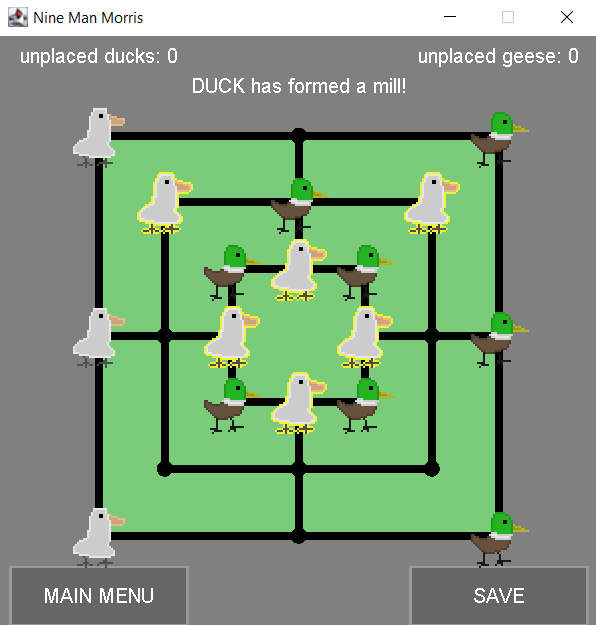 Nine Man Morris
unplaced ducks: 0
unplaced geese: 0
DUCK has formed a mill!
MAIN MENU
SAVE